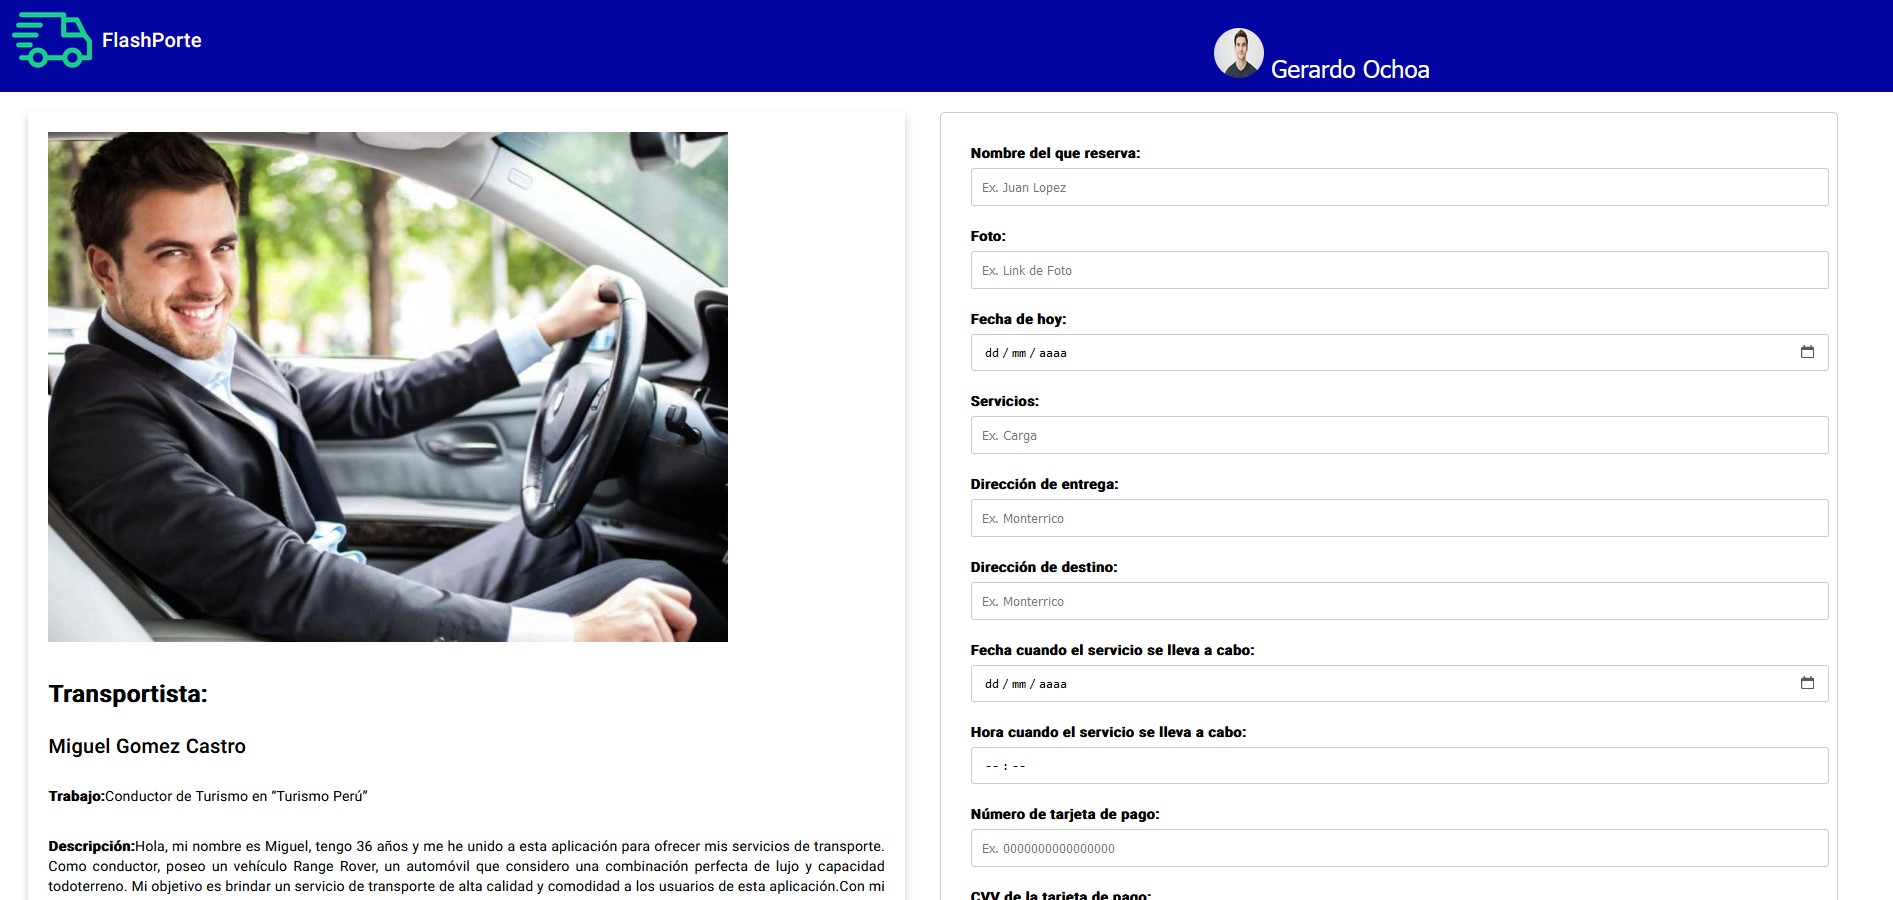 FlashPorte
Gerardo Ochoa
Transportista:
Miguel Gomez Castro
Trabajo:Conductor de Turismo en “Turismo Perú”
Descripción:Hola, mi nombre es Miguel, tengo 36 años y me he unido a esta aplicación para ofrecer mis servicios de transporte.
Como conductor, poseo un vehículo Range Rover, un automóvil que considero una combinación perfecta de lujo y capacidad
todoterreno. Mi objetivo es brindar un servicio de transporte de alta calidad y comodidad a los usuarios de esta aplicación.Con mi
Nombre del que reserva:
Ex. Juan Lopez
Foto:
Ex. Link de Foto
Fecha de hoy:
dd/mm/aaaa
Servicios:
Ex. Carga
Dirección de entrega:
Ex. Monterrico
Dirección de destino:
Ex. Monterrico
Fecha cuando el servicio se lleva a cabo:
dd/mm/aaaa
Hora cuando el servicio se lleva a cabo:
--:--
Número de tarjeta de pago:
Ex. 0000000000000000
CVV de la tarjeta de pago: